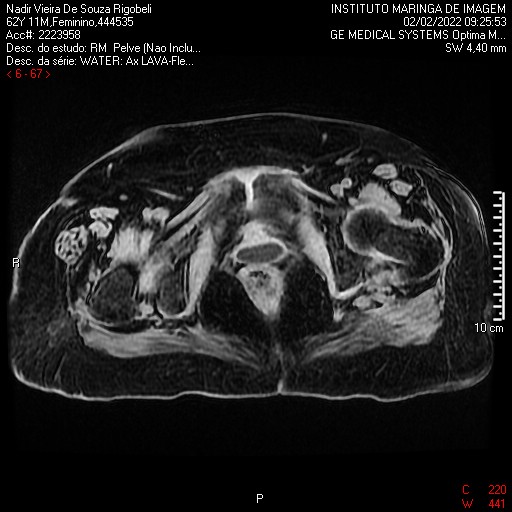 Nadir Vieira De Souza Rigobeli
62Y 11M,Feminino,444535
Acc#: 2223958
Desc. do estudo: RM Pelve (Nao Inclu...
Desc. da série: WATER: Ax LAVA-Fle...
< 6 - 67 >
INSTITUTO MARINGA DE IMAGEM
02/02/2022 09:25:53
GE MEDICAL SYSTEMS Optima M...
SW 4,40 mm
R
10 cm
P
C 220
W 441